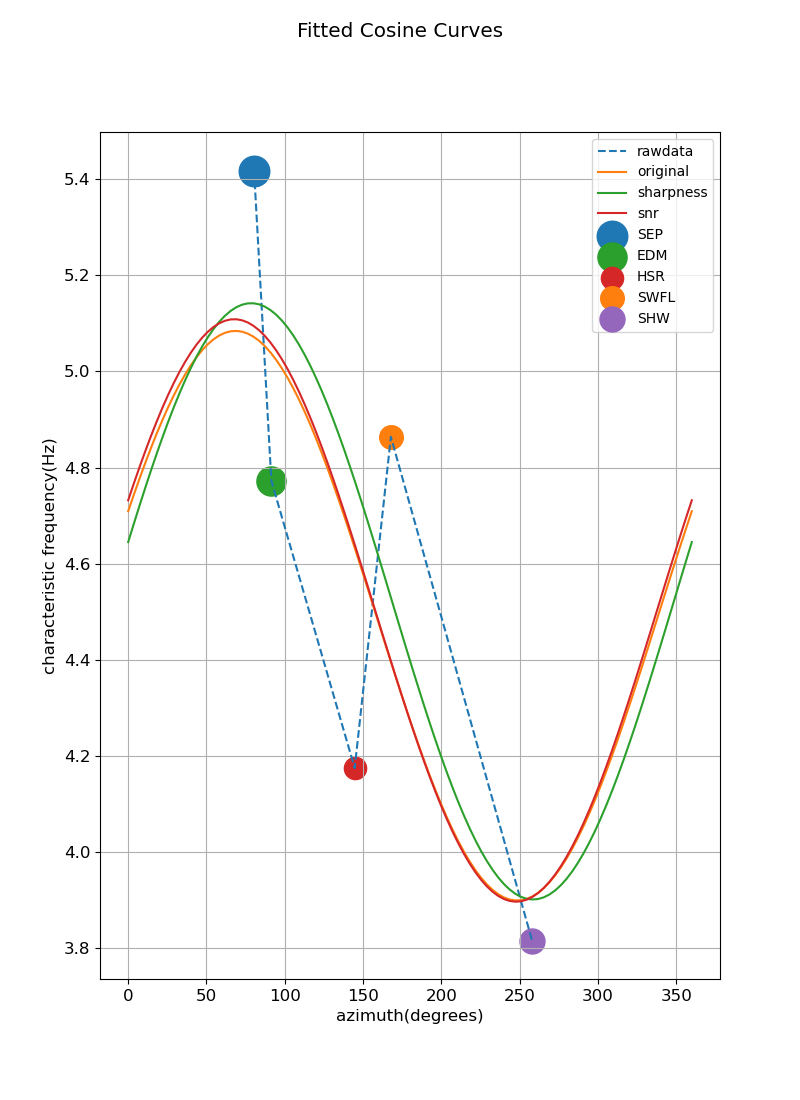 Fitted Cosine Curves
rawdata
original
sharpness
snr
SEP
EDM
HSR
SWFL
SHW
characteristic frequency(Hz)
5.4
5.2
5.0
4.8
4.6
4.4
4.2
4.0
3.8
0 50 100 150 200 250 300 350
azimuth(degrees)